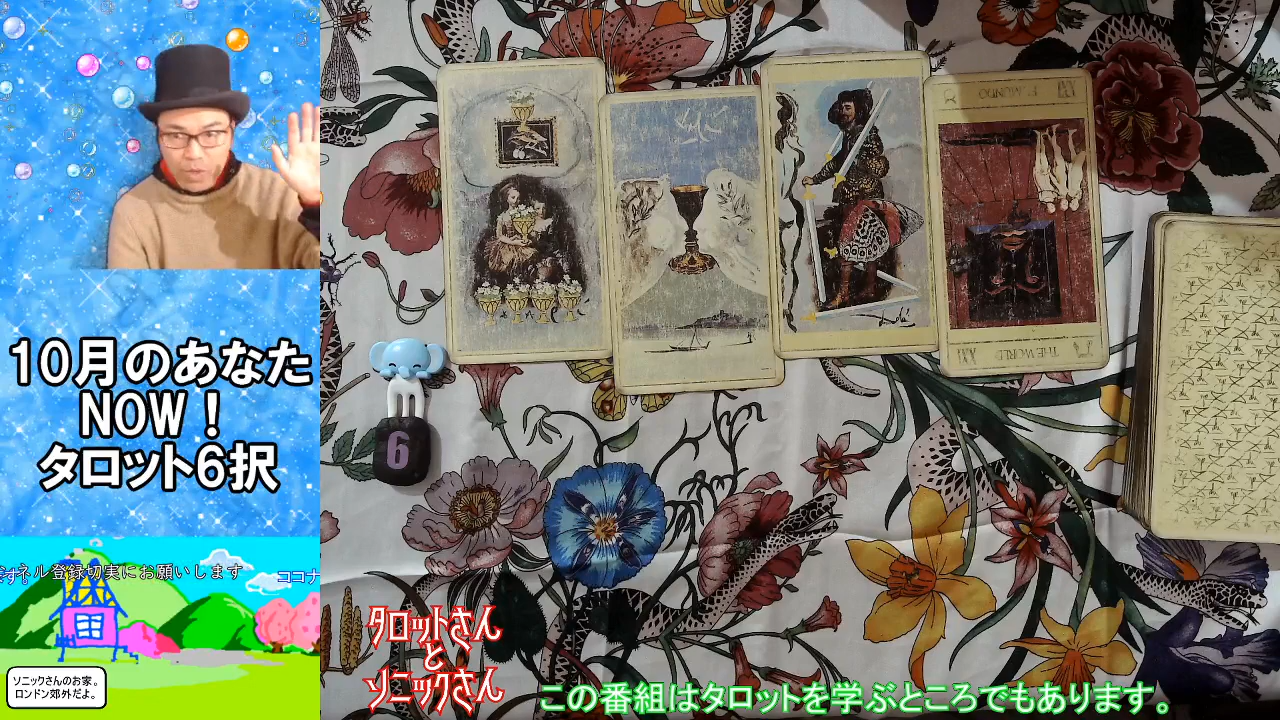 10月のあなた
NOW！
タロット6択
ネル登録切実にお願いします
ココナ
ソニックさんのお家。
ロンドン郊外だよ。
6
THE WORLD
タロットさん
と
ソニックさん
この番組はタロットを学ぶところでもあります。